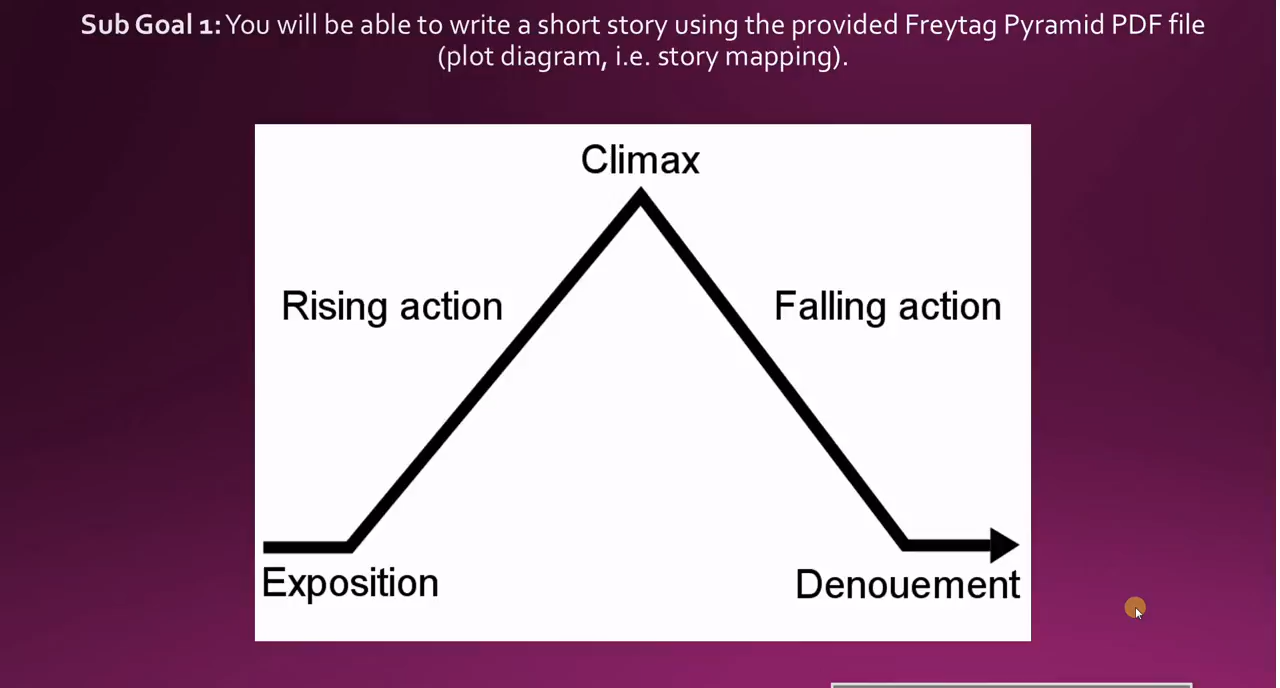 Sub Goal 1: You will be able to write a short story using the provided Freytag Pyramid PDF file
(plot diagram, i.e. story mapping).
Climax
Rising action
Falling action
Exposition
Denouement